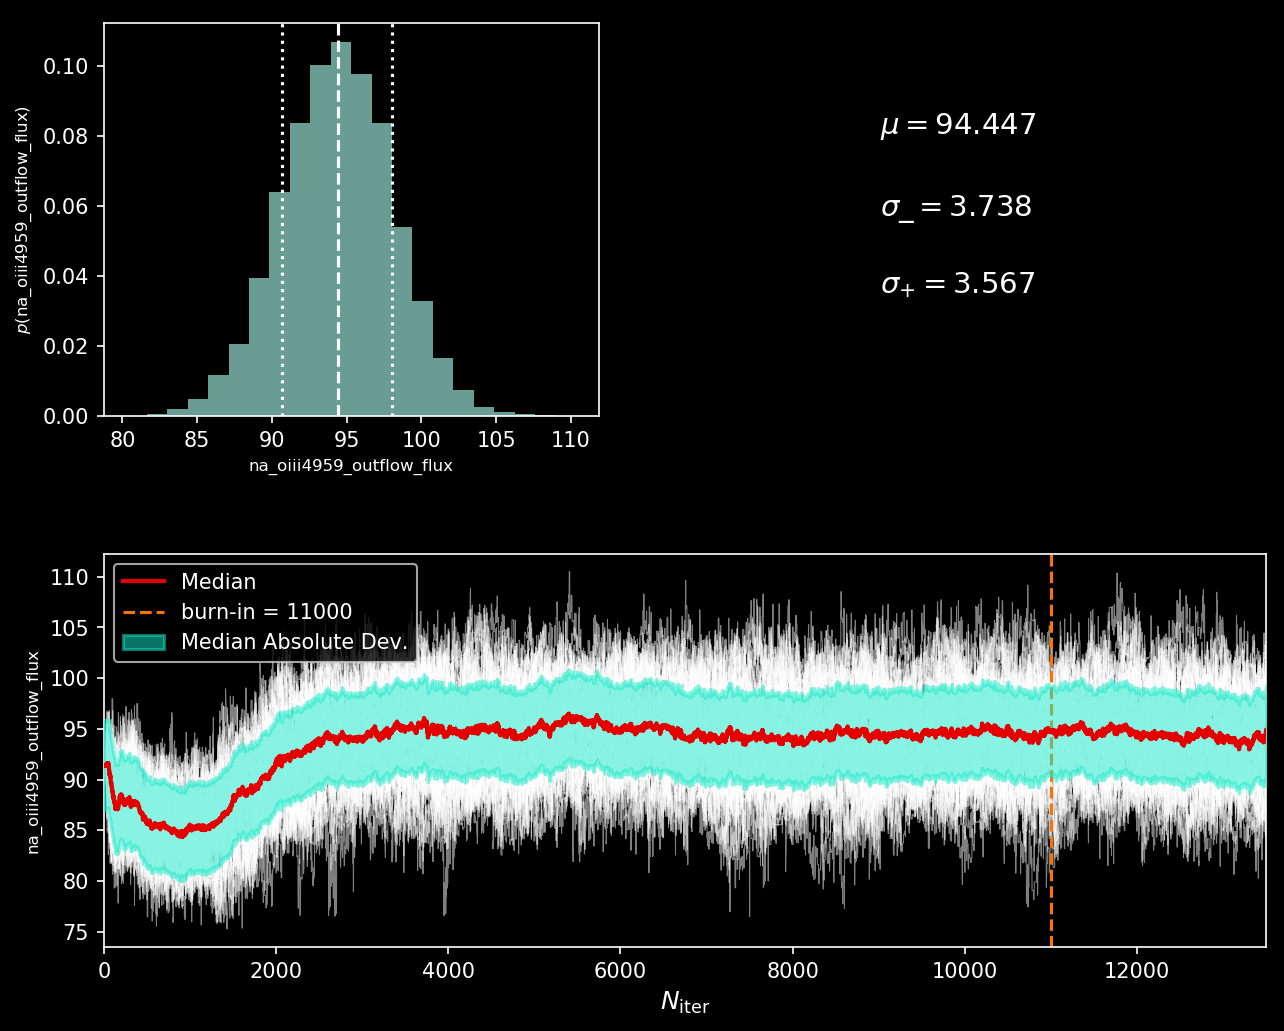 p(na_oiii4959_outflow_flux)
0.10
0.08
0.06
0.04
0.02
0.00
80 85 90 95 100 105 110
na_oiii4959_outflow_flux
μ = 94.447
σ_ = 3.738
σ+ = 3.567
na_oiii4959_outflow_flux
110
105
100
95
90
85
80
75
Median
burn-in = 11000
Median Absolute Dev.
0 2000 4000 6000 8000 10000 12000
Niter